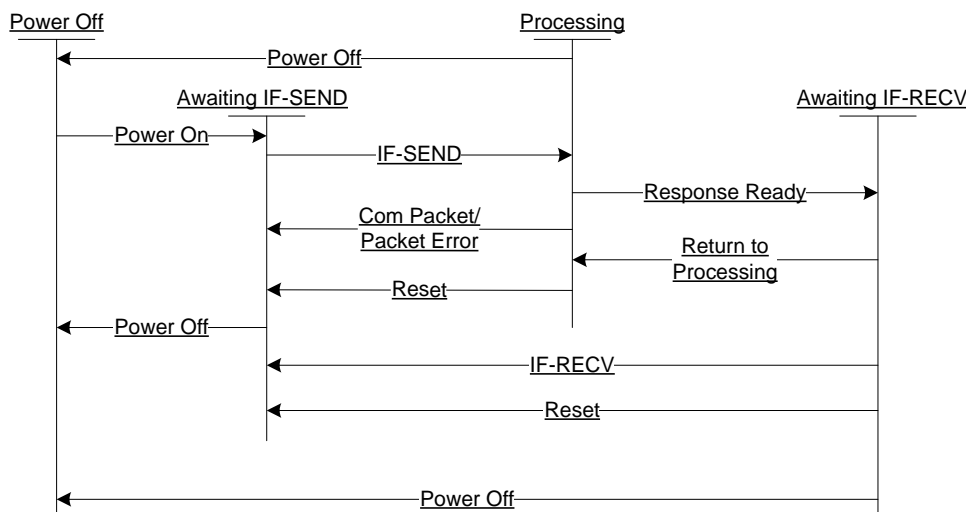 Power Off
Processing
Power Off
Awaiting IF-SEND
Awaiting IF-RECV
Power On
IF-SEND
Response Ready
Com Packet/
Packet Error
Return to
Processing
Reset
Power Off
IF-RECV
Reset
Power Off